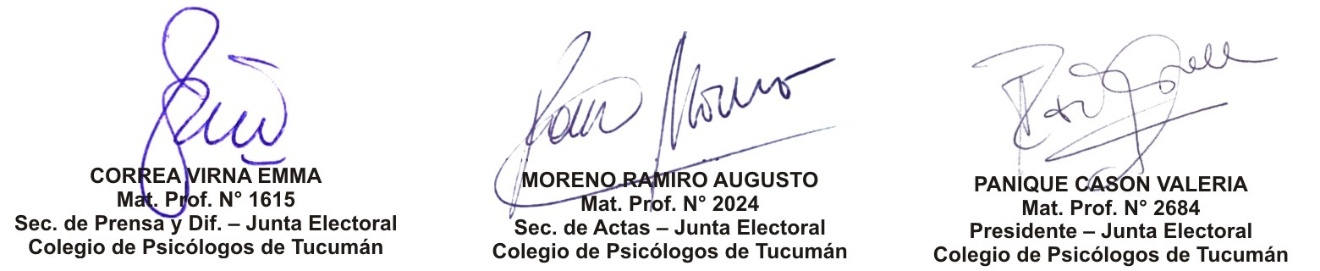 CORREA VIRNA EMMA
Mat. Prof. N° 1615
Sec. de Prensa y Dif. – Junta Electoral
Colegio de Psicólogos de Tucumán
MORENO RAMIRO AUGUSTO
Mat. Prof. N° 2024
Sec. de Actas – Junta Electoral
Colegio de Psicólogos de Tucumán
PANIQUE CASON VALERIA
Mat. Prof. N° 2684
Presidente – Junta Electoral
Colegio de Psicólogos de Tucumán